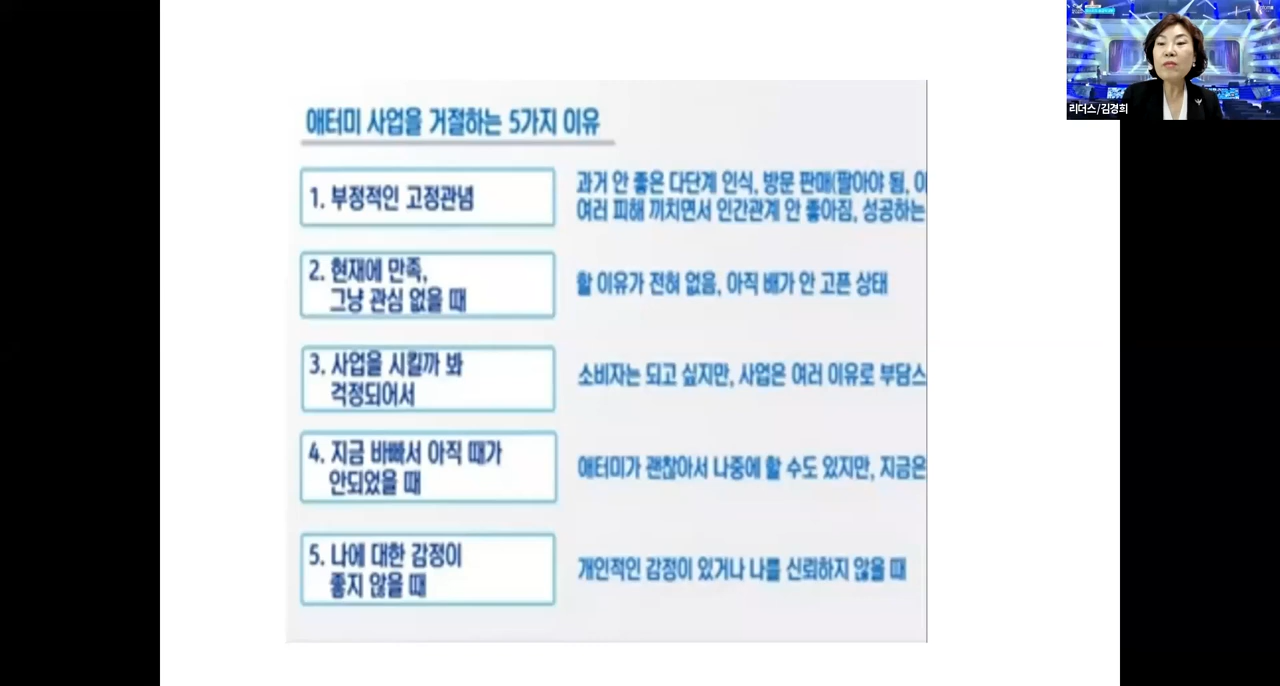 애터미 사업을 거절하는 5가지 이유
1. 부정적인 고정관념
과거 안 좋은 다단계 인식, 방문 판매(팔아야 됨,
여러 피해 끼치면서 인간관계 안 좋아짐, 성공하는
2. 현재에 만족,
그냥 관심 없을 때
할 이유가 전혀 없음, 아직 배가 안 고픈 상태
3. 사업을 시킬까 봐
걱정되어서
소비자는 되고 싶지만, 사업은 여러 이유로 부담스
4. 지금 바빠서 아직 때가
안되었을 때
애터미가 괜찮아서 나중에 할 수도 있지만, 지금은
5. 나에 대한 감정이
좋지 않을 때
개인적인 감정이 있거나 나를 신뢰하지 않을 때
리더스/김경희